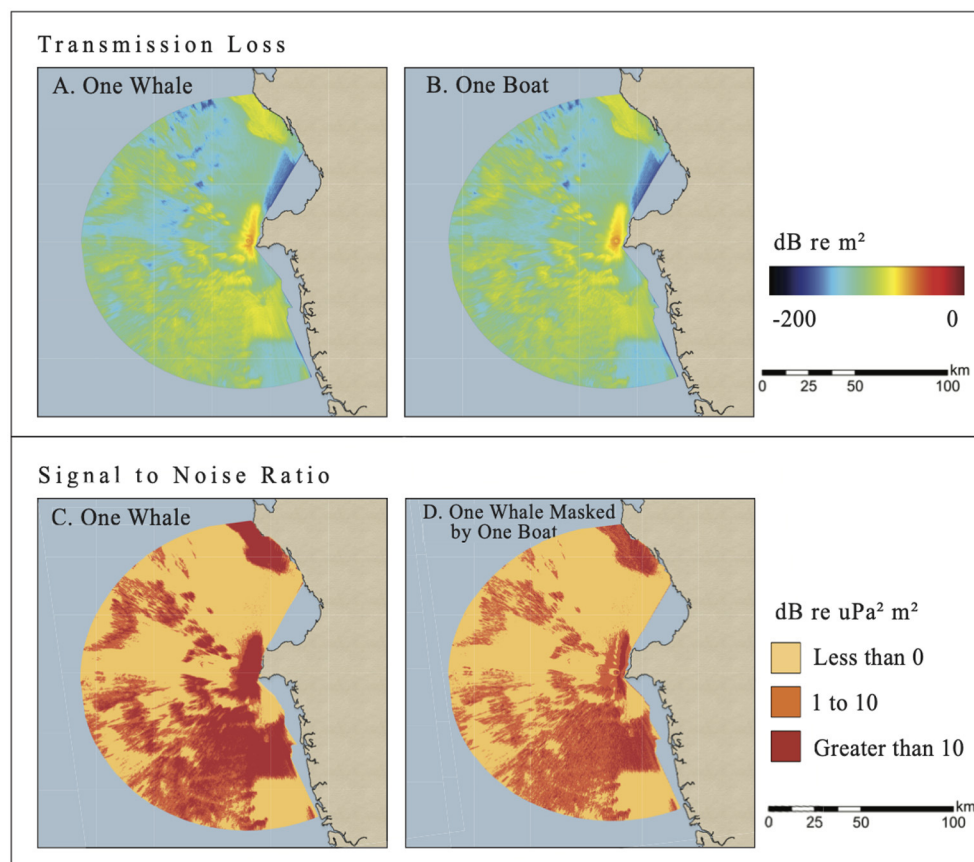 Transmission Loss
A. One Whale
B. One Boat
dB re m²
-200 0
km
0 25 50 100
Signal to Noise Ratio
C. One Whale
D. One Whale Masked
by One Boat
dB re uPa² m²
Less than 0
1 to 10
Greater than 10
km
0 25 50 100